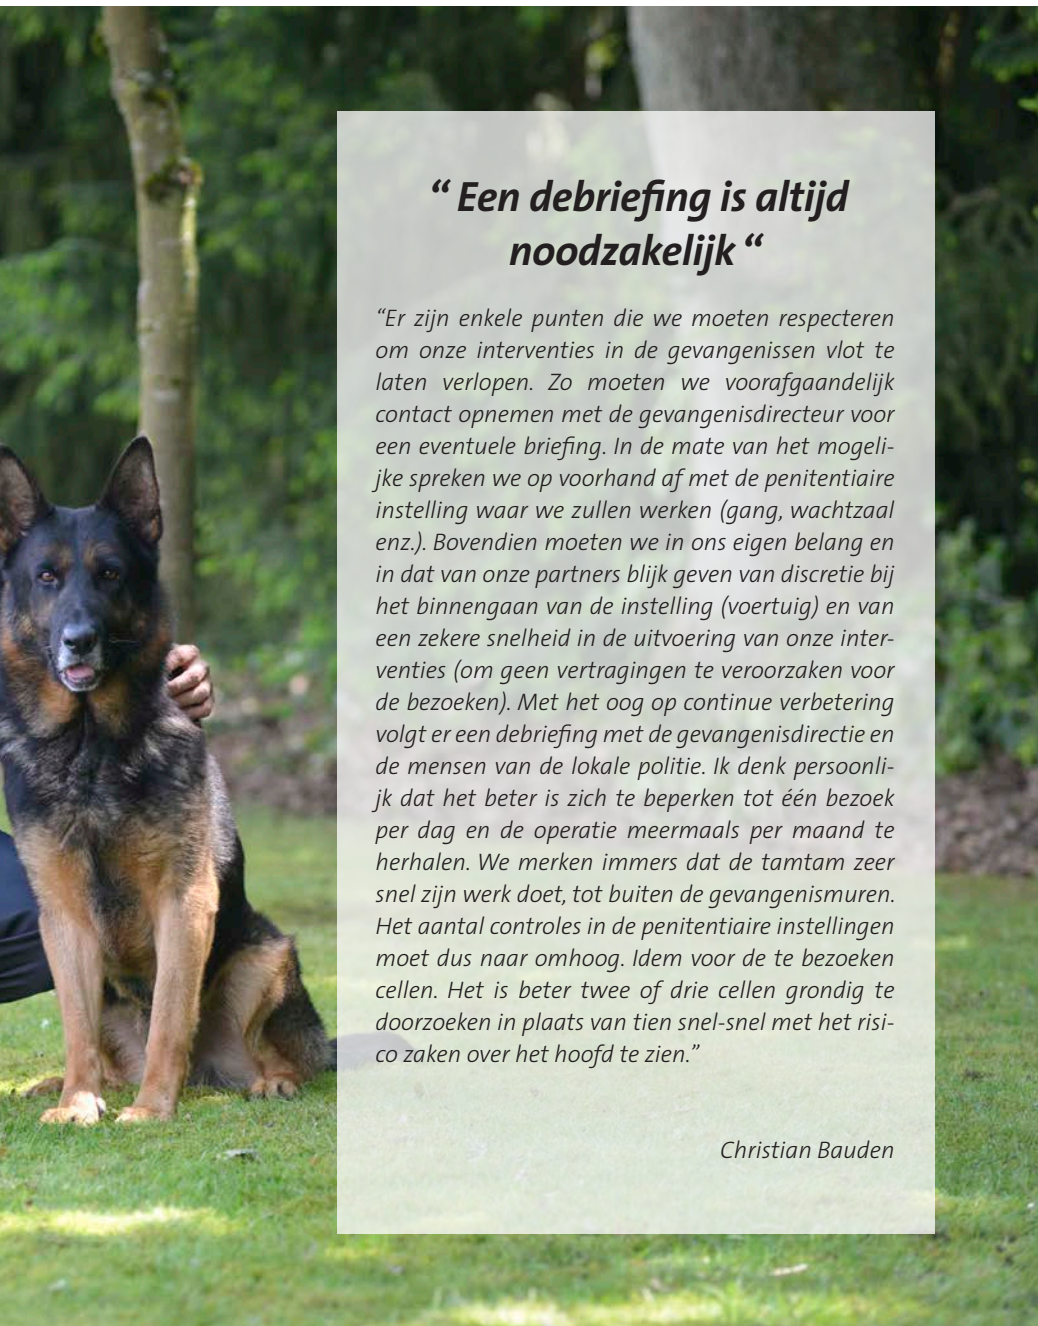 “ Een debriefing is altijd
noodzakelijk “
“Er zijn enkele punten die we moeten respecteren
om onze interventies in de gevangenissen vlot te
laten verlopen. Zo moeten we voorafgaandelijk
contact opnemen met de gevangenisdirecteur voor
een eventuele briefing. In de mate van het mogeli-
jke spreken we op voorhand af met de penitentiaire
instelling waar we zullen werken (gang, wachtzaal
enz.). Bovendien moeten we in ons eigen belang en
in dat van onze partners blijk geven van discretie bij
het binnengaan van de instelling (voertuig) en van
een zekere snelheid in de uitvoering van onze inter-
venties (om geen vertragingen te veroorzaken voor
de bezoeken). Met het oog op continue verbetering
volgt er een debriefing met de gevangenisdirectie en
de mensen van de lokale politie. Ik denk persoonli-
jk dat het beter is zich te beperken tot één bezoek
per dag en de operatie meermaals per maand te
herhalen. We merken immers dat de tamtam zeer
snel zijn werk doet, tot buiten de gevangenismuren.
Het aantal controles in de penitentiaire instellingen
moet dus naar omhoog. Idem voor de te bezoeken
cellen. Het is beter twee of drie cellen grondig te
doorzoeken in plaats van tien snel-snel met het risi-
co zaken over het hoofd te zien.”
Christian Bauden